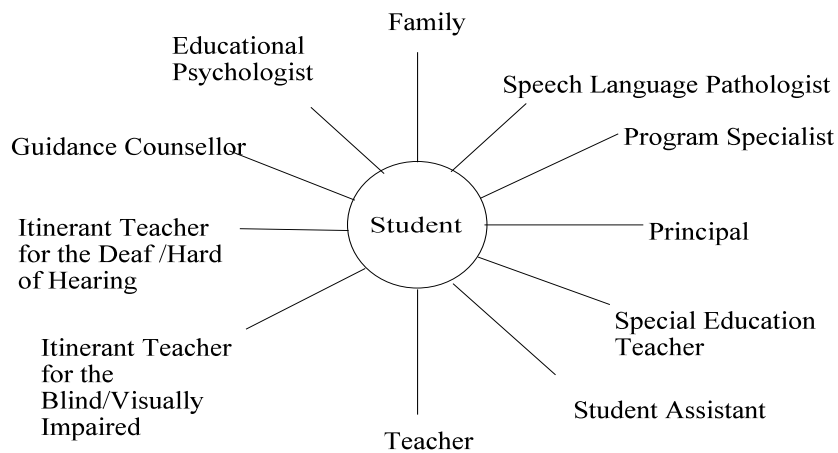 Family
Educational
Psychologist
Speech Language Pathologist
Program Specialist
Guidance Counsellor
Student
Itinerant Teacher
for the Deaf /Hard
of Hearing
Principal
Special Education
Teacher
Itinerant Teacher
for the
Blind/Visually
Impaired
Student Assistant
Teacher